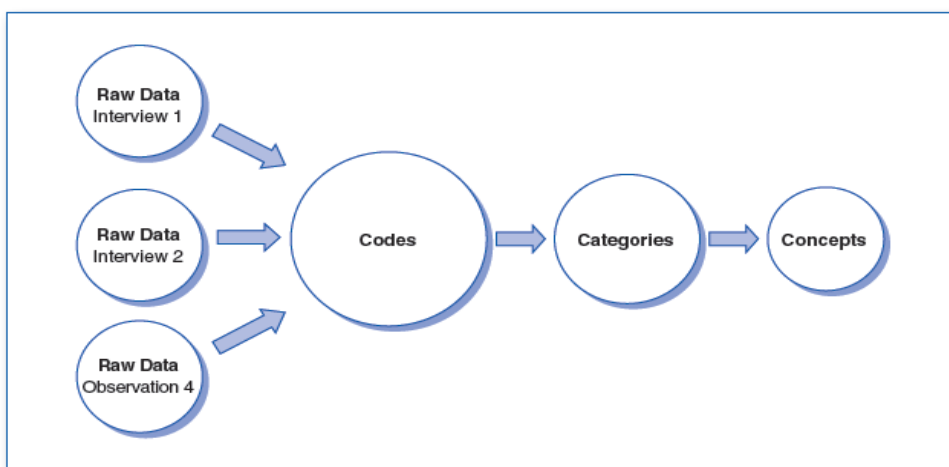 Raw Data
Interview 1
Raw Data
Interview 2
Raw Data
Observation 4
Codes
Categories
Concepts